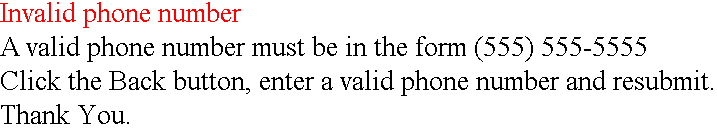 Invalid phone number
A valid phone number must be in the form (555) 555-5555
Click the Back button, enter a valid phone number and resubmit.
Thank You.